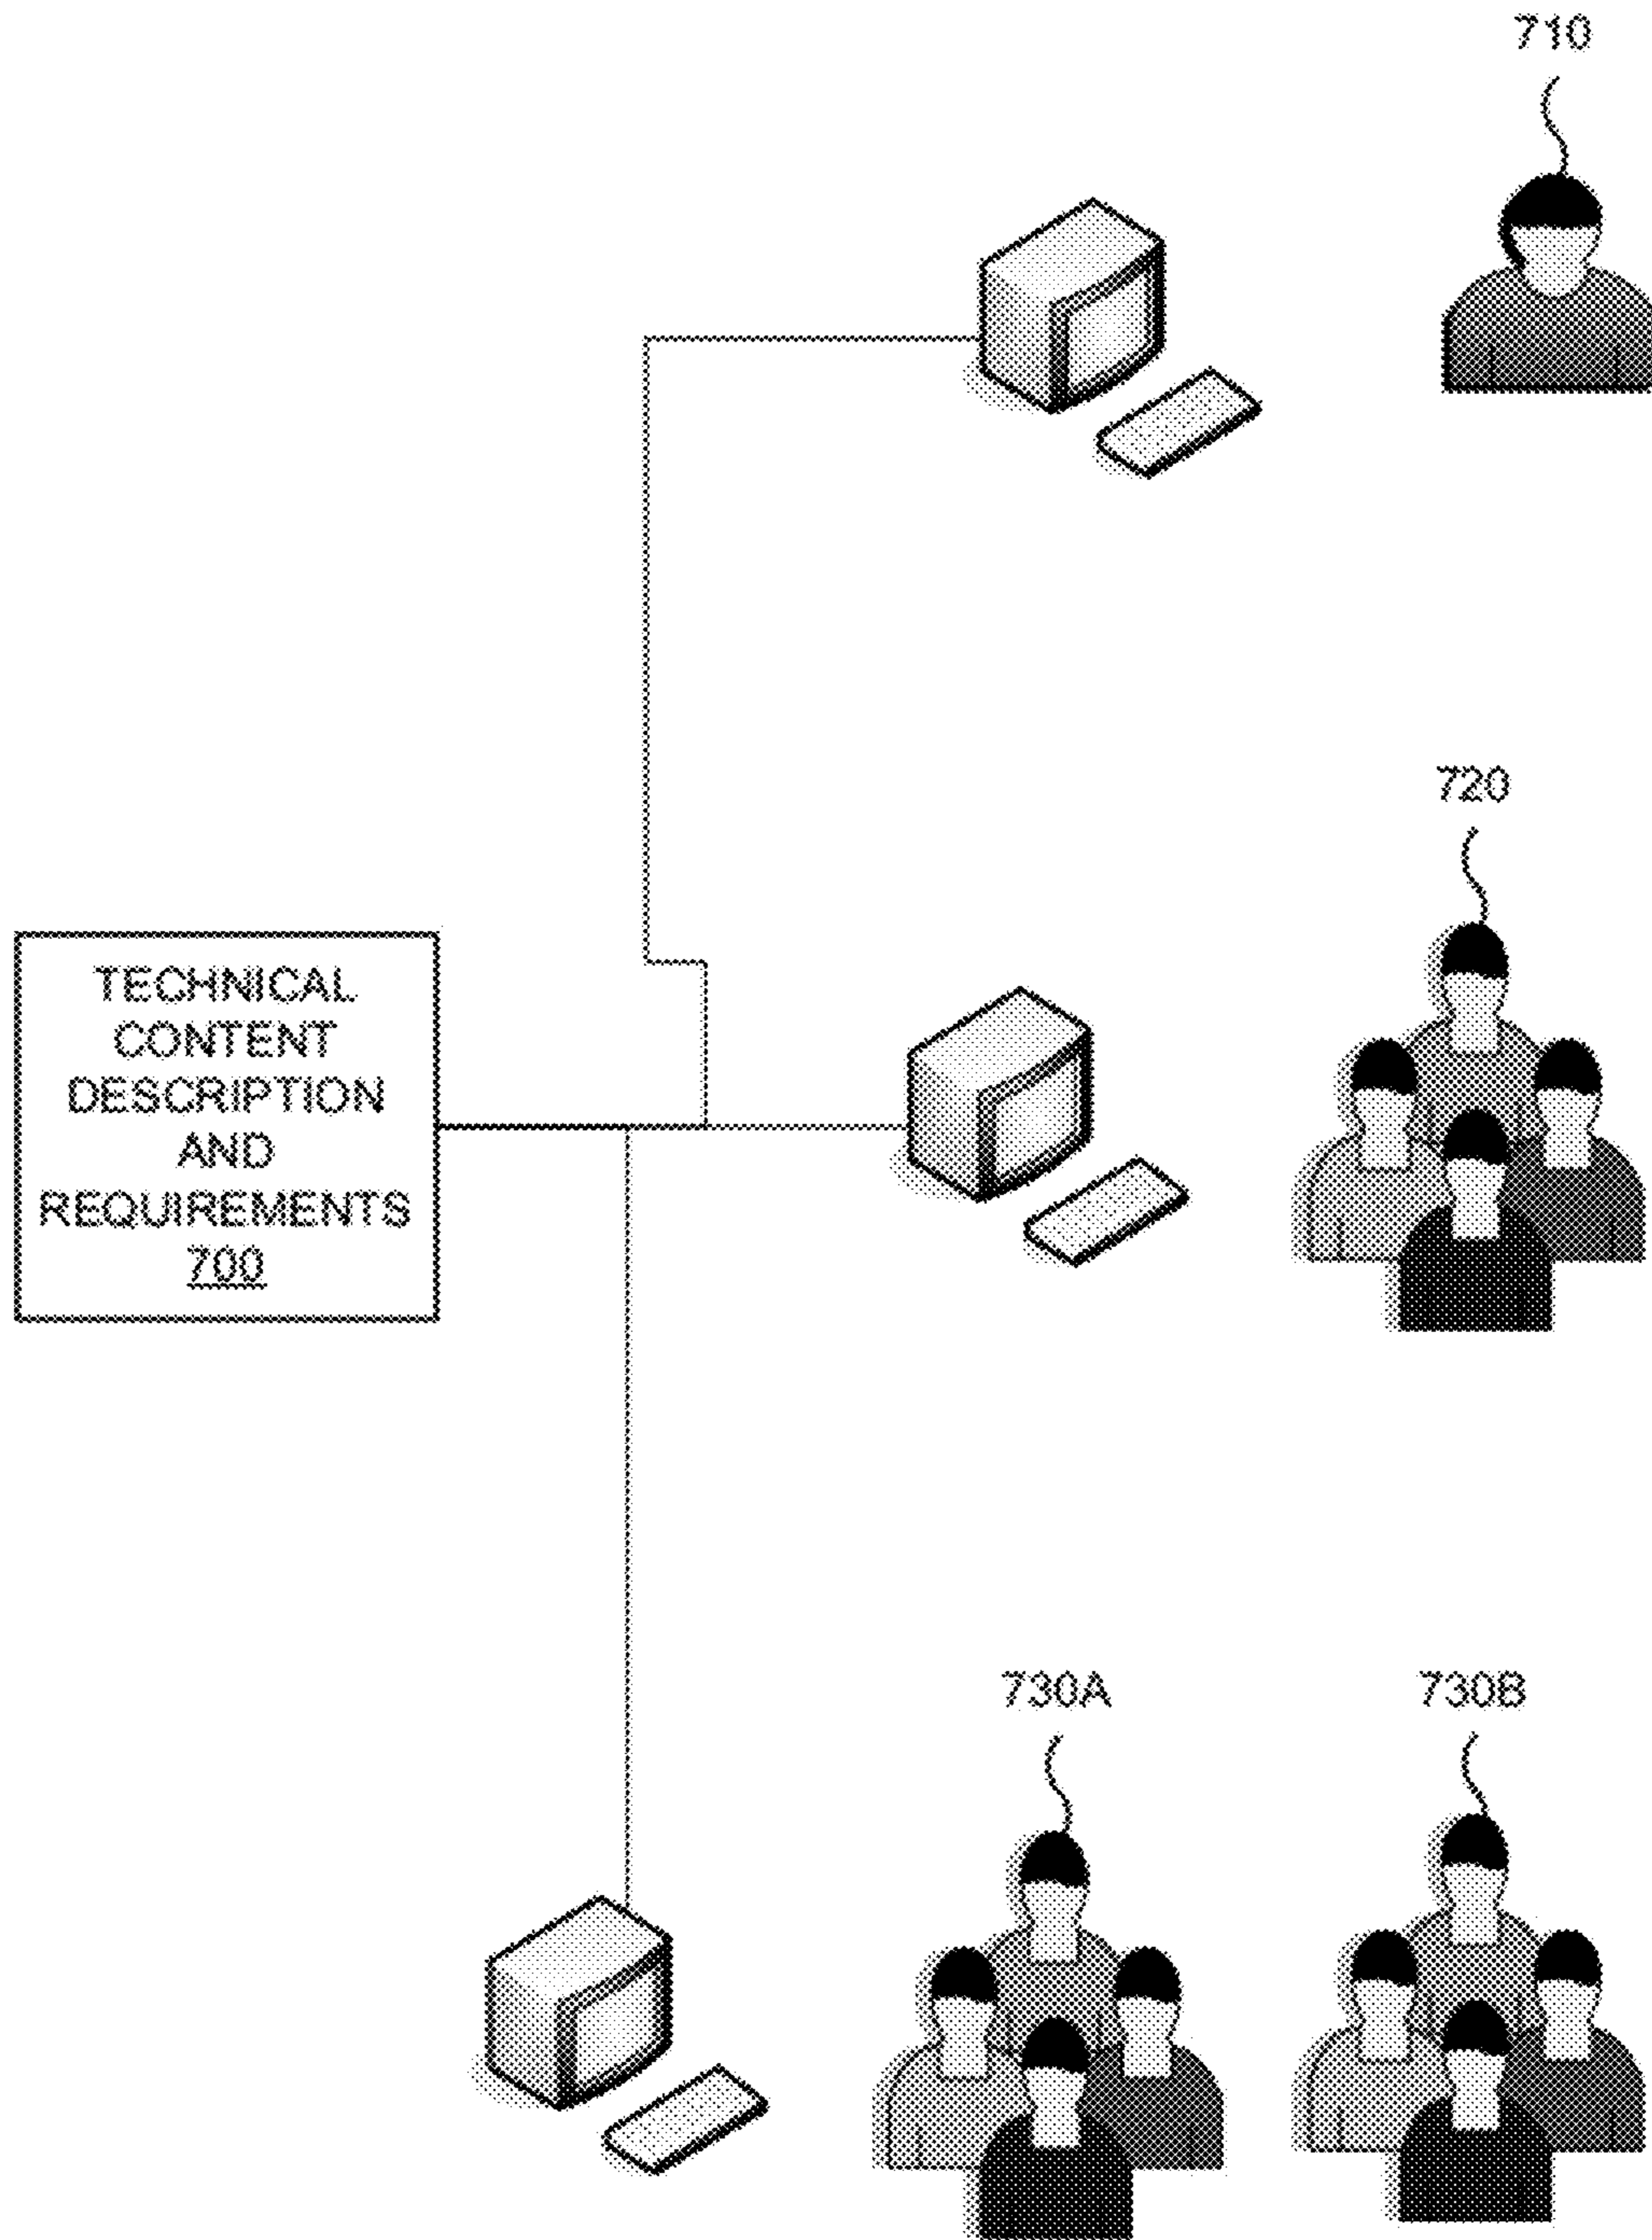 710
720
TECHNICAL
CONTENT
DESCRIPTION
AND
REQUIREMENTS
700
730A
730B